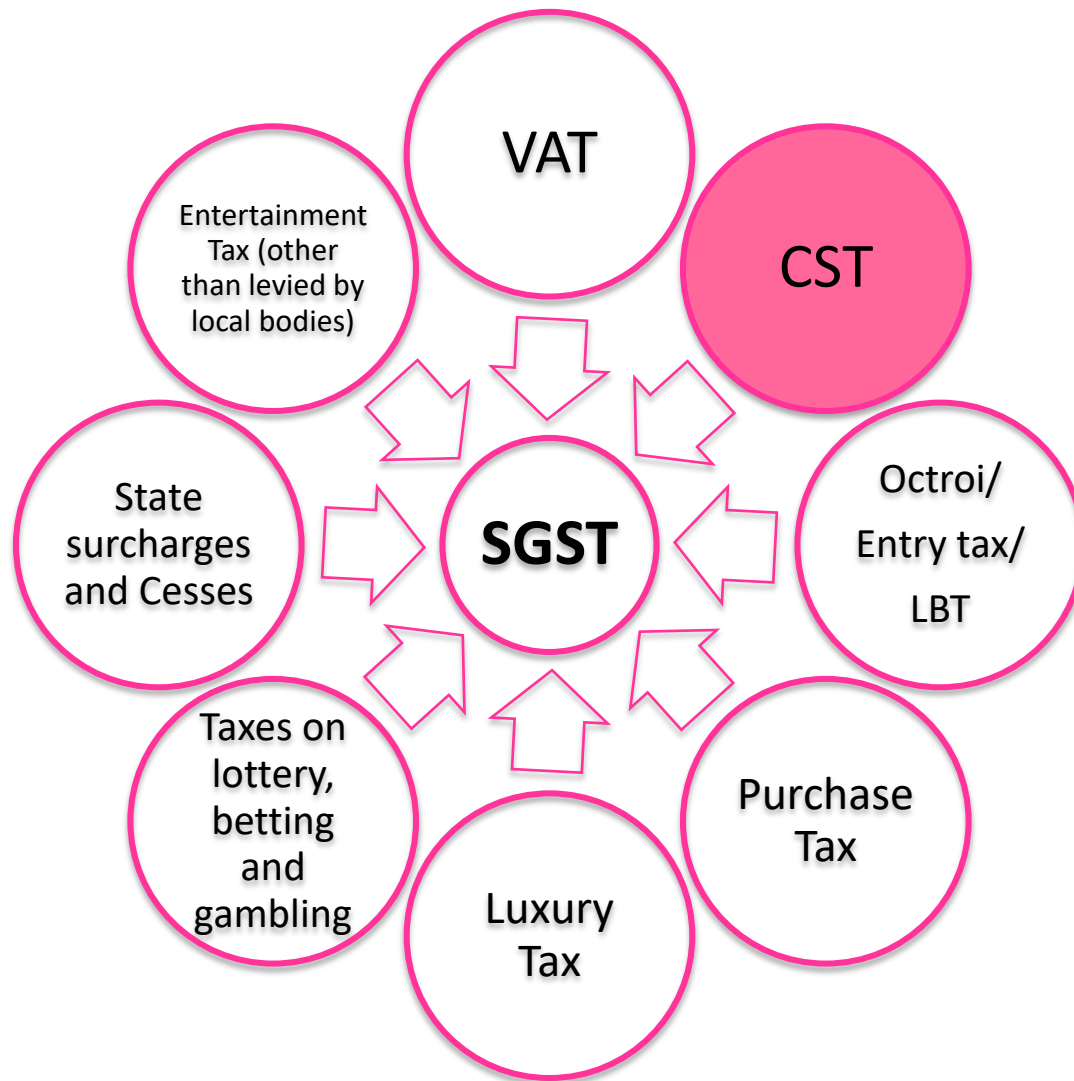 VAT
CST
Entertainment
Tax (other
than levied by
local bodies)
Octroi/
Entry tax/
LBT
State
surcharges
and Cesses
SGST
Taxes on
lottery,
betting
and
gambling
Purchase
Tax
Luxury
Tax